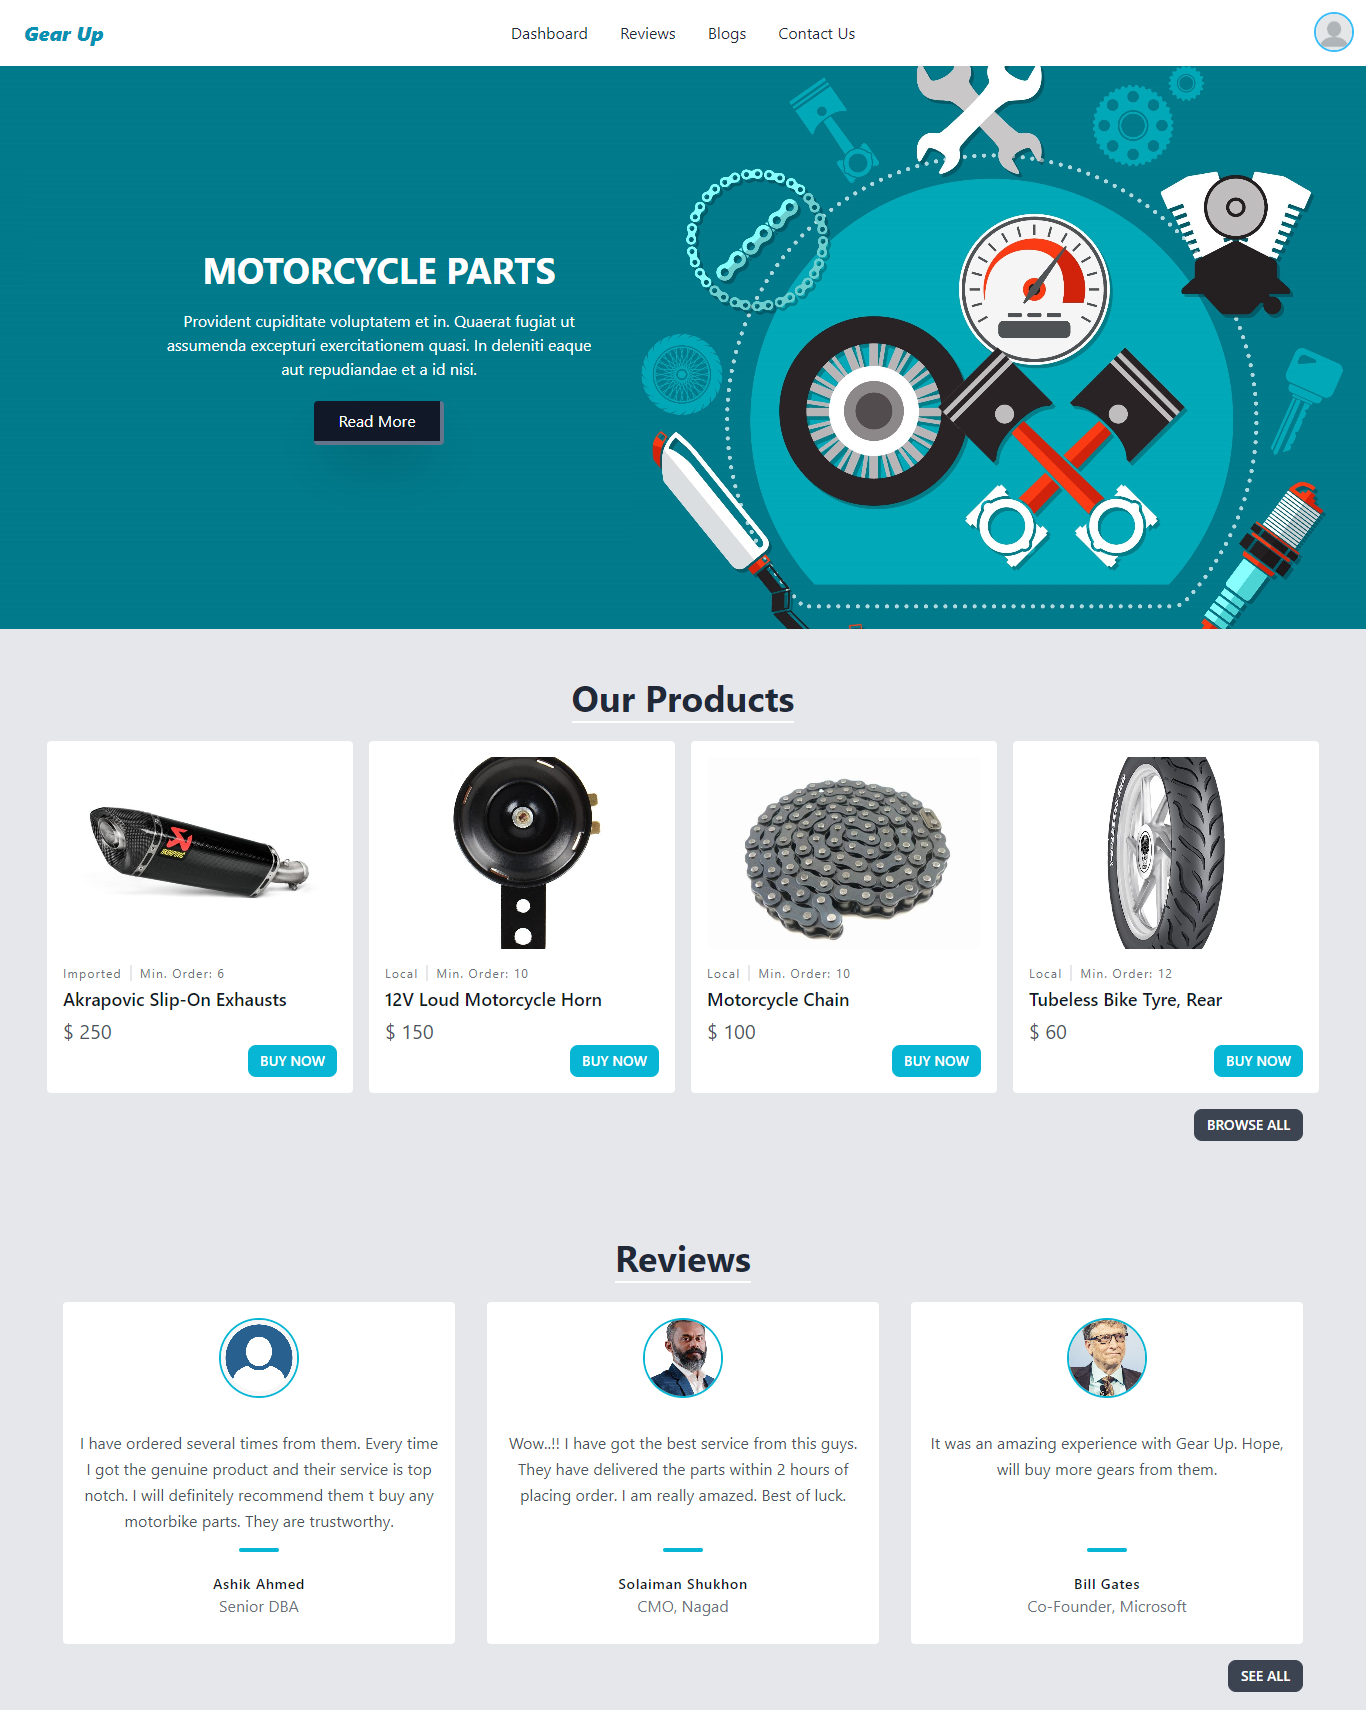 Gear Up
Dashboard
Reviews
Blogs
Contact Us
MOTORCYCLE PARTS
Provident cupiditate voluptatem et in. Quaerat fugiat ut
assumenda excepturi exercitationem quasi. In deleniti eaque
aut repudiandae et a id nisi.
Read More
Our Products
Imported
Min. Order: 6
Akrapovic Slip-On Exhausts
$ 250
BUY NOW
Local
Min. Order: 10
12V Loud Motorcycle Horn
$ 150
BUY NOW
Local
Min. Order: 10
Motorcycle Chain
$ 100
BUY NOW
Local
Min. Order: 12
Tubeless Bike Tyre, Rear
$ 60
BUY NOW
BROWSE ALL
Reviews
I have ordered several times from them. Every time
I got the genuine product and their service is top
notch. I will definitely recommend them t buy any
motorbike parts. They are trustworthy.
Ashik Ahmed
Senior DBA
Wow..!! I have got the best service from this guys.
They have delivered the parts within 2 hours of
placing order. I am really amazed. Best of luck.
Solaiman Shukhon
CMO, Nagad
It was an amazing experience with Gear Up. Hope,
will buy more gears from them.
Bill Gates
Co-Founder, Microsoft
SEE ALL